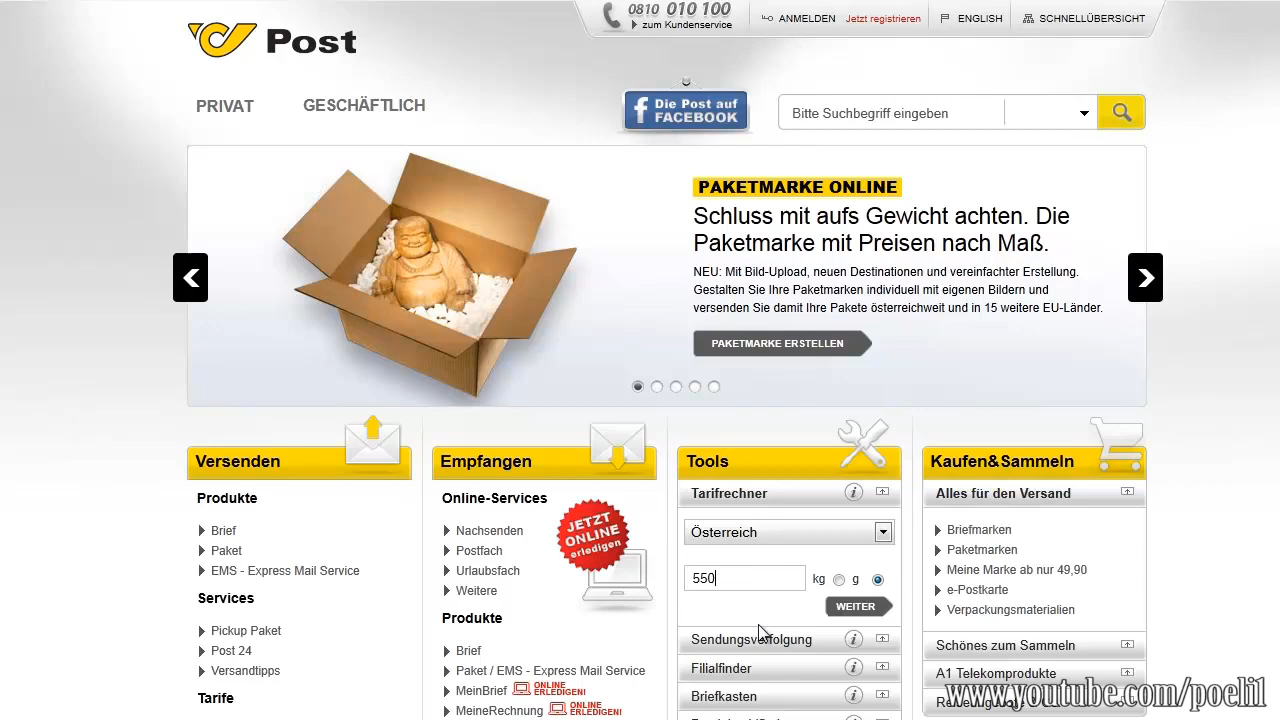 0810 010 100
zum Kundenservice
ANMELDEN Jetzt registrieren
ENGLISH
SCHNELLÜBERSICHT
Post
PRIVAT
GESCHÄFTLICH
Die Post auf
FACEBOOK
Bitte Suchbegriff eingeben
PAKETMARKE ONLINE
Schluss mit aufs Gewicht achten. Die
Paketmarke mit Preisen nach Maß.
NEU: Mit Bild-Upload, neuen Destinationen und vereinfachter Erstellung.
Gestalten Sie Ihre Paketmarken individuell mit eigenen Bildern und
versenden Sie damit Ihre Pakete österreichweit und in 15 weitere EU-Länder.
PAKETMARKE ERSTELLEN
Versenden
Produkte
Brief
Paket
EMS - Express Mail Service
Services
Pickup Paket
Post 24
Versandtipps
Tarife
Empfangen
Online-Services
Nachsenden
Postfach
Urlaubsfach
Weitere
JETZT
ONLINE
erledigen
Produkte
Brief
Paket / EMS - Express Mail Service
MeinBrief ONLINE ERLEDIGEN!
MeineRechnung ONLINE ERLEDIGEN!
Tools
Tarifrechner
Österreich
550
kg g
WEITER
Sendungsverfolgung
Filialfinder
Briefkasten
Kaufen&Sammeln
Alles für den Versand
Briefmarken
Paketmarken
Meine Marke ab nur 49,90
e-Postkarte
Verpackungsmaterialien
Schönes zum Sammeln
A1 Telekomprodukte
www.youtube.com/poelil